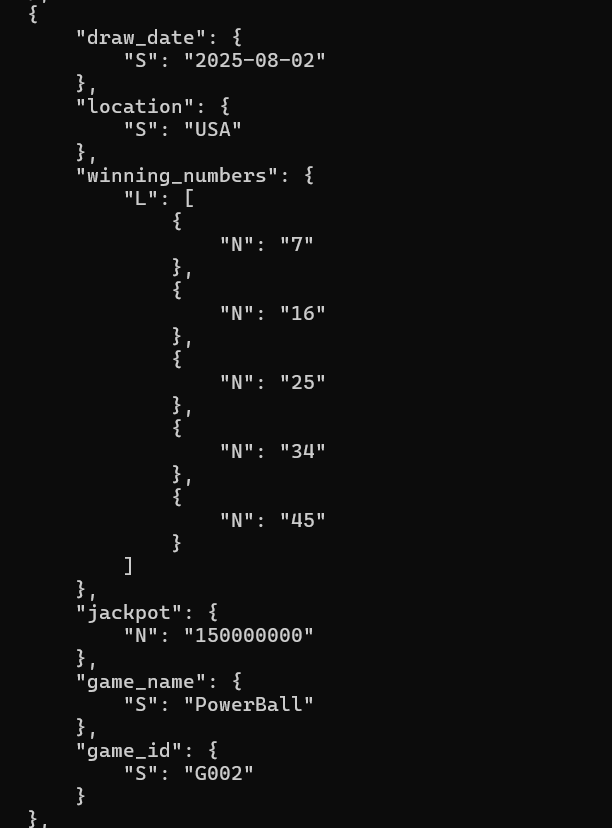 {
"draw_date": {
"S": "2025-08-02"
},
"location": {
"S": "USA"
},
"winning_numbers": {
"L": [
{
"N": "7"
},
{
"N": "16"
},
{
"N": "25"
},
{
"N": "34"
},
{
"N": "45"
}
]
},
"jackpot": {
"N": "150000000"
},
"game_name": {
"S": "PowerBall"
},
"game_id": {
"S": "G002"
}
},